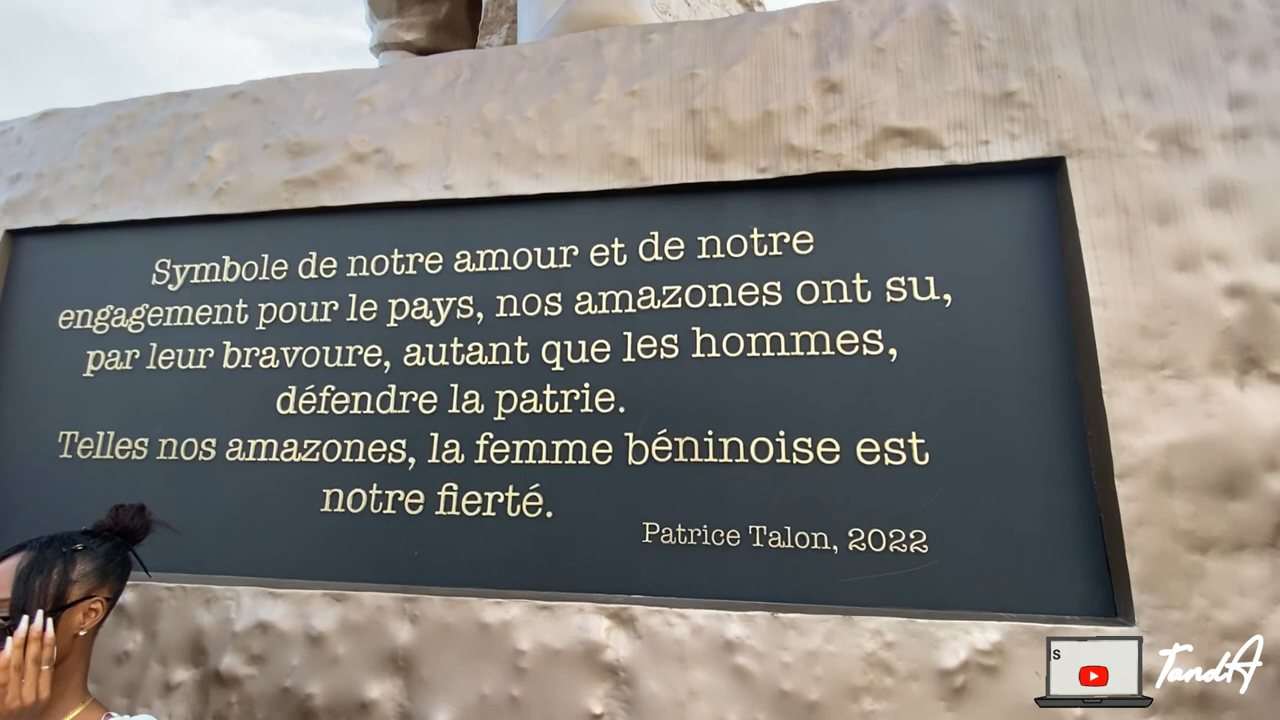 Symbole de notre amour et de notre
engagement pour le pays, nos amazones ont su,
par leur bravoure, autant que les hommes,
défendre la patrie.
Telles nos amazones, la femme béninoise est
notre fierté.
Patrice Talon, 2022
S
TandA